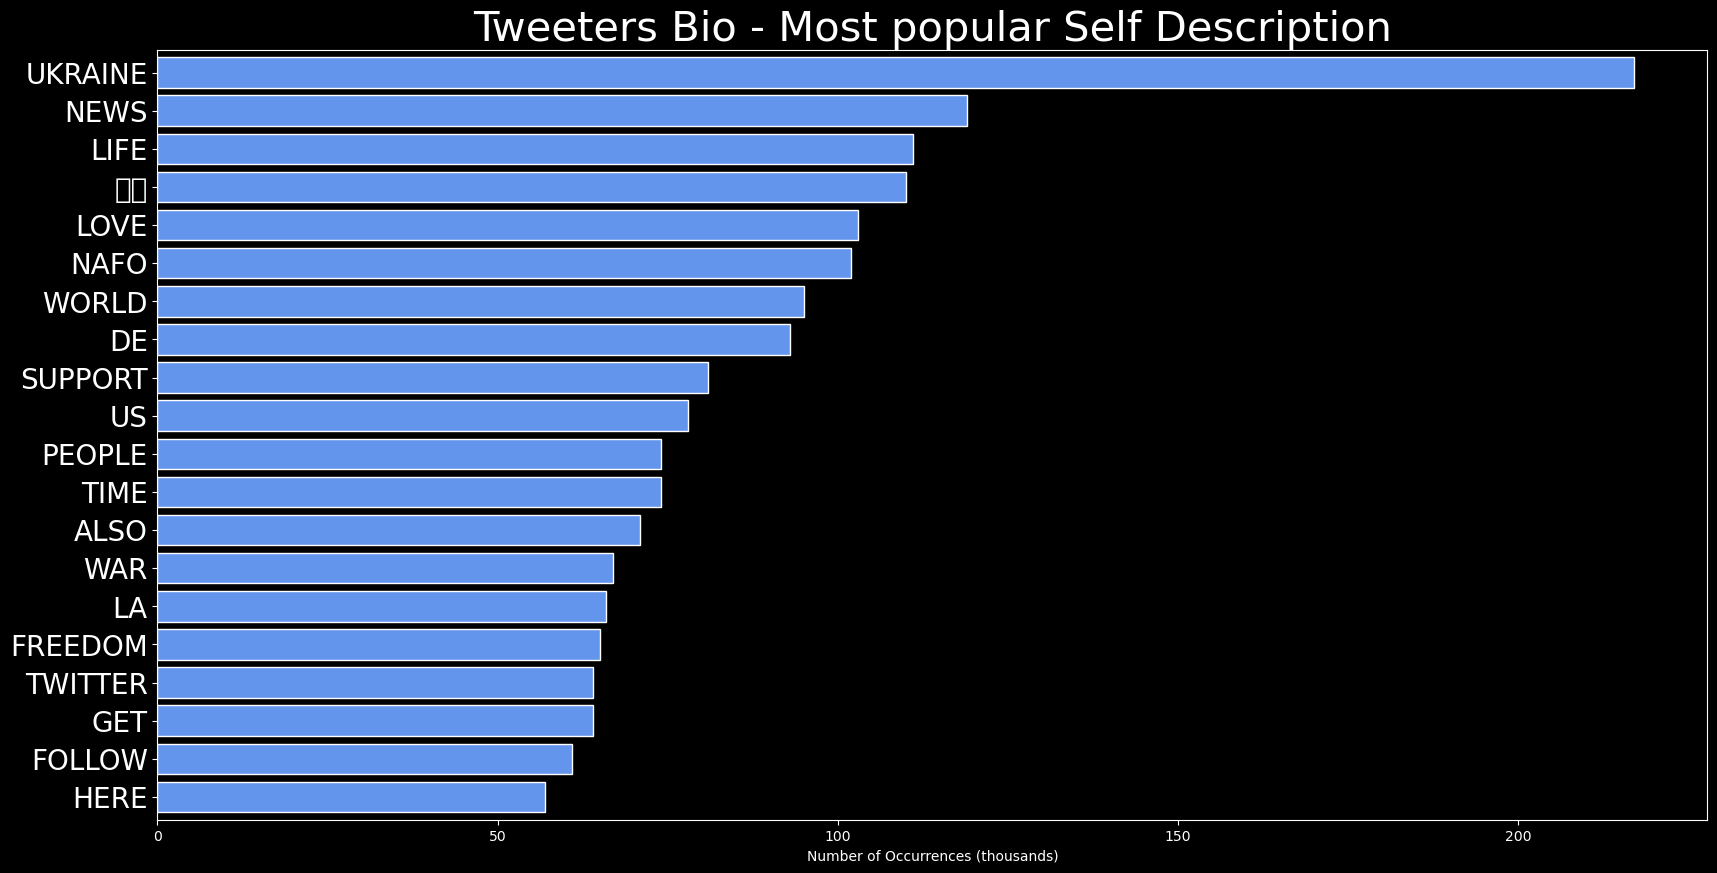 Tweeters Bio - Most popular Self Description
UKRAINE
NEWS
LIFE
LOVE
NAFO
WORLD
DE
SUPPORT
US
PEOPLE
TIME
ALSO
WAR
LA
FREEDOM
TWITTER
GET
FOLLOW
HERE
0 50 100 150 200
Number of Occurrences (thousands)